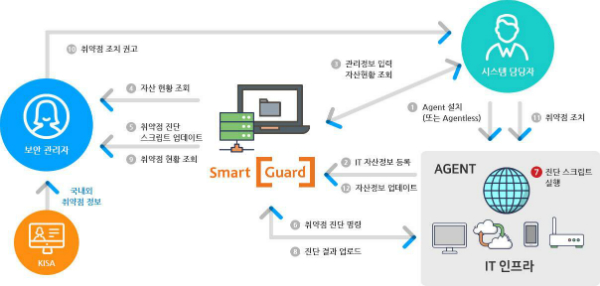 ⑩ 취약점 조치 권고
시스템 담당자
③ 관리정보 입력
자산현황 조회
④ 자산 현황 조회
① Agent 설치
(또는 Agentless)
⑪ 취약점 조치
⑤ 취약점 진단
스크립트 업데이트
보안 관리자
⑨ 취약점 현황 조회
Smart [Guard]
② IT 자산정보 등록
⑫ 자산정보 업데이트
AGENT
⑦ 진단 스크립트
실행
국내외
취약점 정보
⑥ 취약점 진단 명령
⑧ 진단 결과 업로드
KISA
IT 인프라